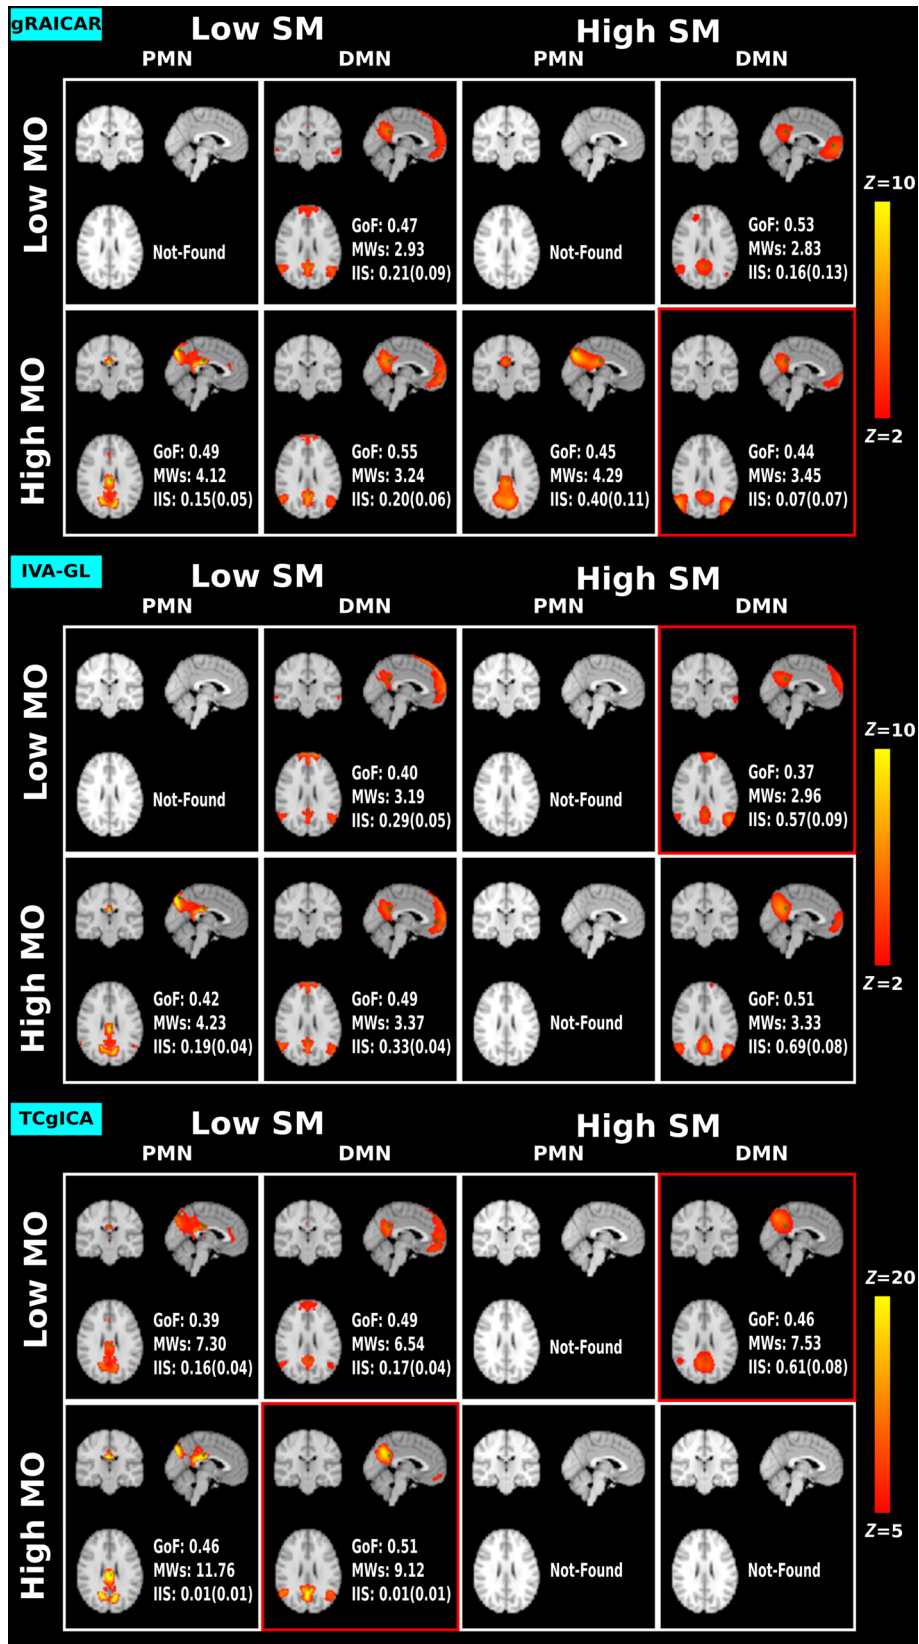 gRAICAR
Low SM
High SM
PMN
DMN
PMN
DMN
Low MO
Not-Found
GoF: 0.47
MWs: 2.93
IIS: 0.21(0.09)
Not-Found
GoF: 0.53
MWs: 2.83
IIS: 0.16(0.13)
High MO
GoF: 0.49
MWs: 4.12
IIS: 0.15(0.05)
GoF: 0.55
MWs: 3.24
IIS: 0.20(0.06)
GoF: 0.45
MWs: 4.29
IIS: 0.40(0.11)
GoF: 0.44
MWs: 3.45
IIS: 0.07(0.07)
Z=10
Z=2
IVA-GL
Low SM
High SM
PMN
DMN
PMN
DMN
Low MO
Not-Found
GoF: 0.40
MWs: 3.19
IIS: 0.29(0.05)
Not-Found
GoF: 0.37
MWs: 2.96
IIS: 0.57(0.09)
High MO
GoF: 0.42
MWs: 4.23
IIS: 0.19(0.04)
GoF: 0.49
MWs: 3.37
IIS: 0.33(0.04)
Not-Found
GoF: 0.51
MWs: 3.33
IIS: 0.69(0.08)
Z=10
Z=2
TCgICA
Low SM
High SM
PMN
DMN
PMN
DMN
Low MO
GoF: 0.39
MWs: 7.30
IIS: 0.16(0.04)
GoF: 0.49
MWs: 6.54
IIS: 0.17(0.04)
Not-Found
GoF: 0.46
MWs: 7.53
IIS: 0.61(0.08)
High MO
GoF: 0.46
MWs: 11.76
IIS: 0.01(0.01)
GoF: 0.51
MWs: 9.12
IIS: 0.01(0.01)
Not-Found
Not-Found
Z=20
Z=5